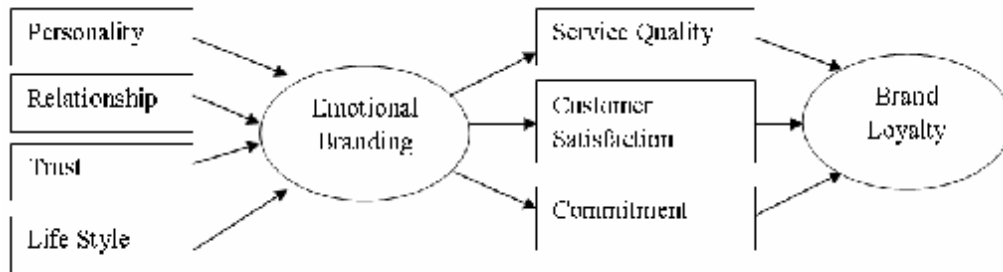 Personality
Relationship
Trust
Life Style
Emotional
Branding
Service Quality
Customer
Satisfaction
Commitment
Brand
Loyalty